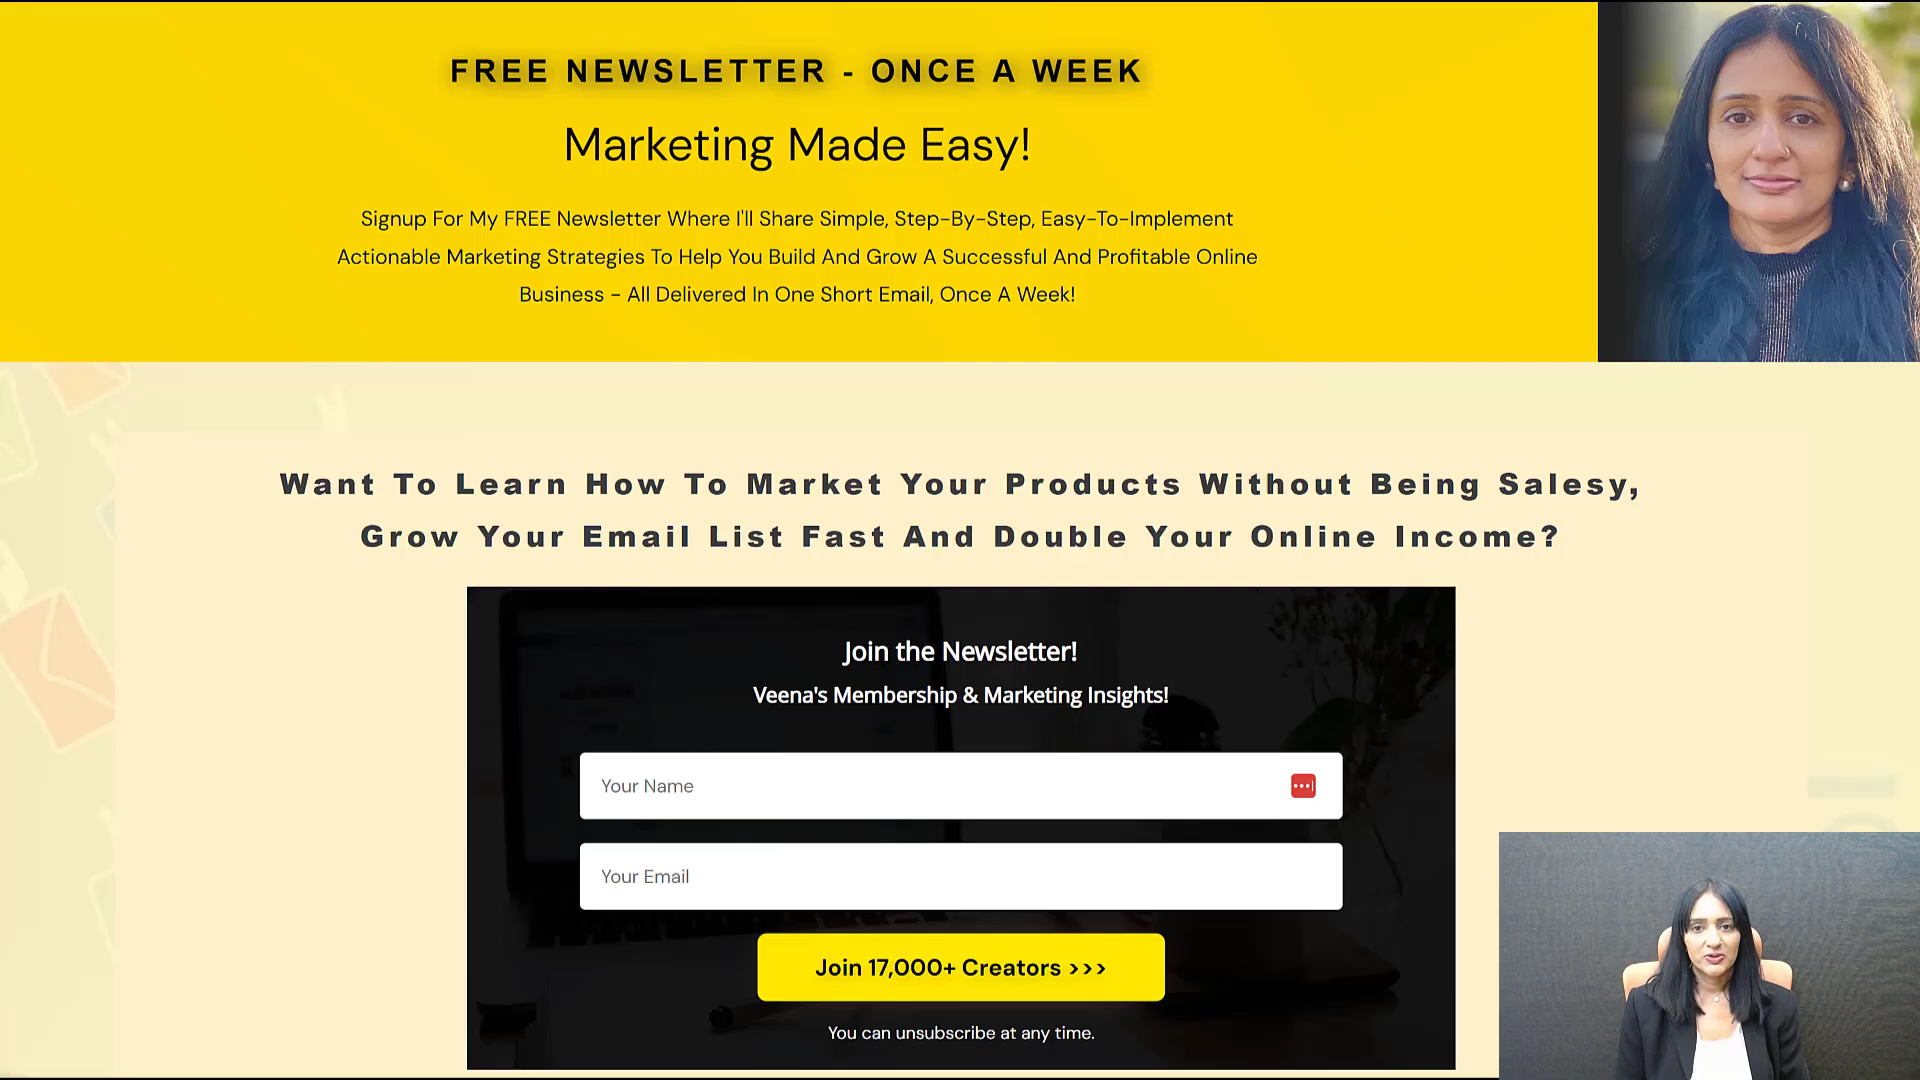 FREE NEWSLETTER - ONCE A WEEK
Marketing Made Easy!
Signup For My FREE Newsletter Where I'll Share Simple, Step-By-Step, Easy-To-Implement
Actionable Marketing Strategies To Help You Build And Grow A Successful And Profitable Online
Business - All Delivered In One Short Email, Once A Week!
Want To Learn How To Market Your Products Without Being Salesy,
Grow Your Email List Fast And Double Your Online Income?
Join the Newsletter!
Veena's Membership & Marketing Insights!
Your Name
Your Email
Join 17,000+ Creators >>>
You can unsubscribe at any time.